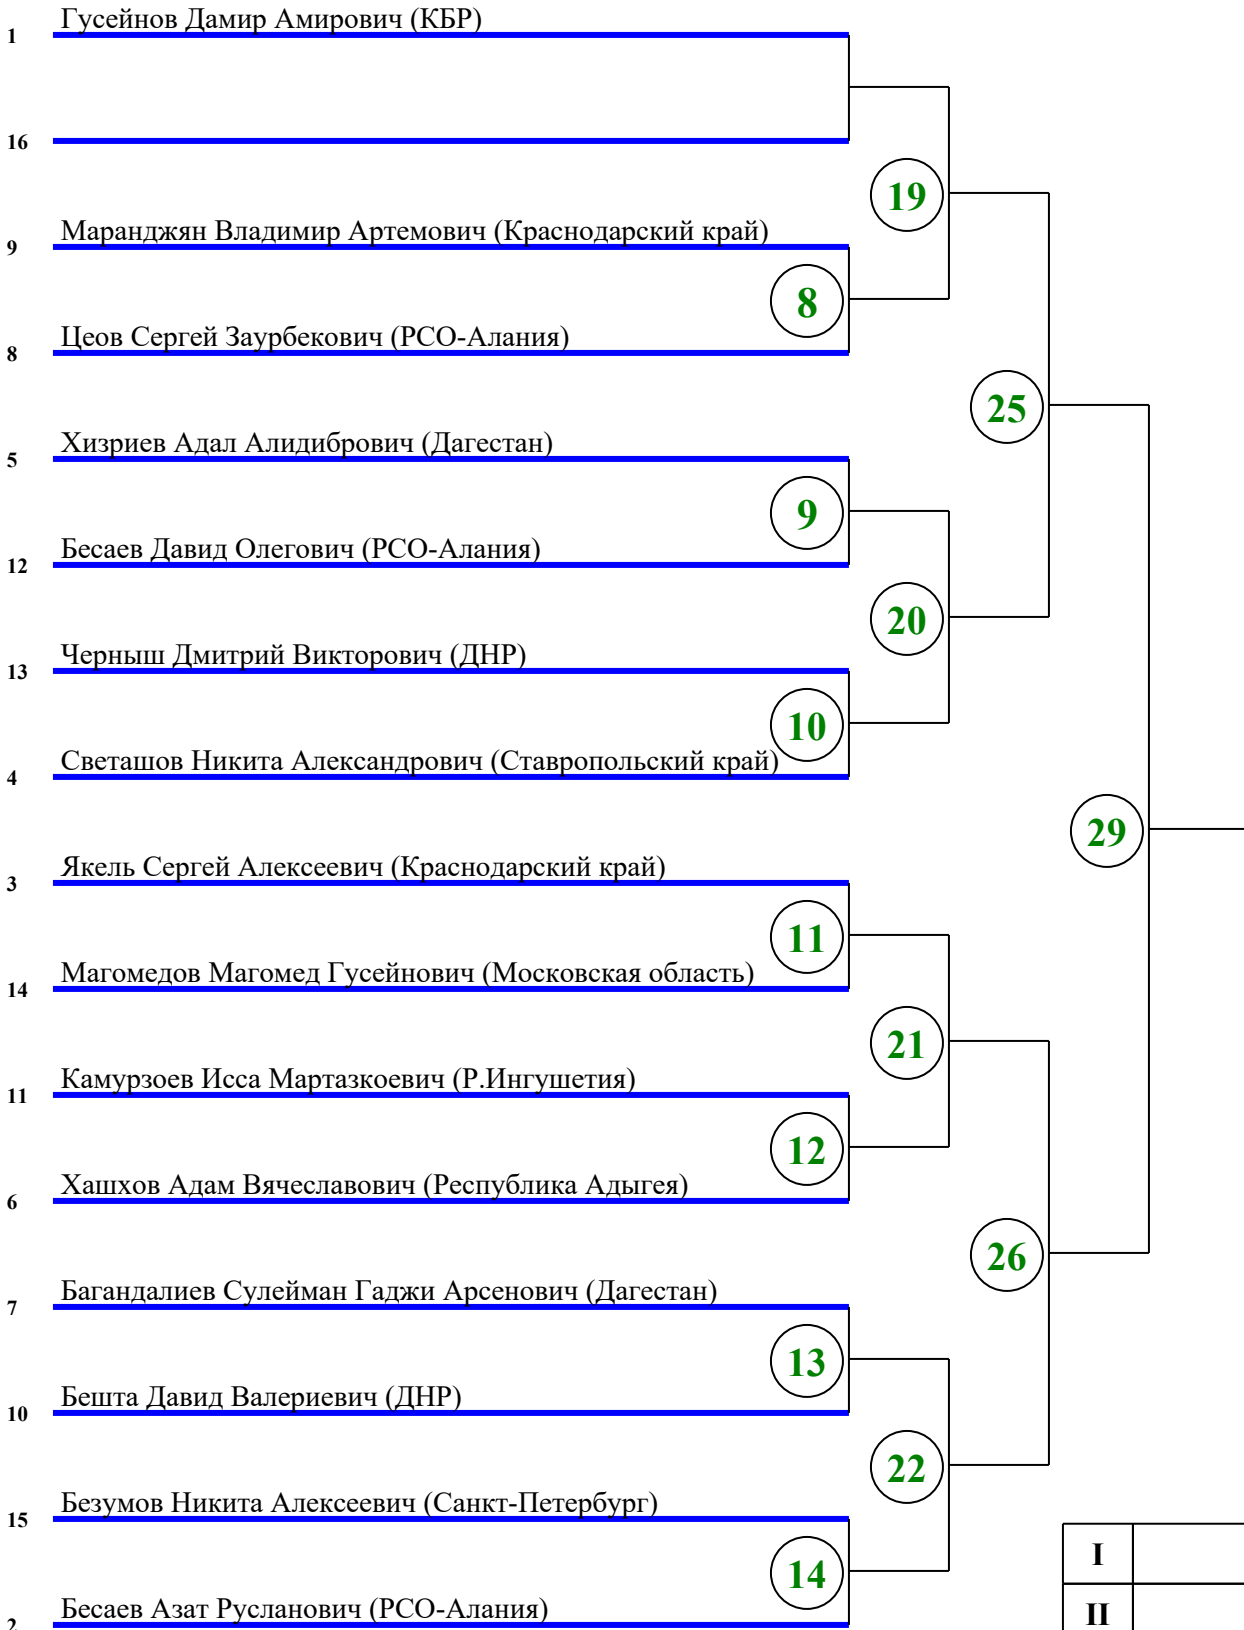 Гусейнов Дамир Амирович (КБР)
1
16
19
Маранджян Владимир Артемович (Краснодарский край)
9
8
Цеов Сергей Заурбекович (РСО-Алания)
8
25
Хизриев Адал Алидиброvич (Дагестан)
5
9
Бесаев Давид Олегович (РСО-Алания)
12
20
Черныш Дмитрий Викторович (ДНР)
13
10
Светашов Никита Александрович (Ставропольский край)
4
29
Якель Сергей Алексеевич (Краснодарский край)
3
11
Магомедов Магомед Гусейнович (Московская область)
14
21
Камурзоев Исса Мартазкоевич (Р.Ингушетия)
11
12
Хашхов Адам Вячеславович (Республика Адыгея)
6
26
Багандалиев Сулейман Гаджи Арсенович (Дагестан)
7
13
Бешта Давид Валериевич (ДНР)
10
22
Безумов Никита Алексеевич (Санкт-Петербург)
15
I
14
Бесаев Азат Русланович (РСО-Алания)
2
II